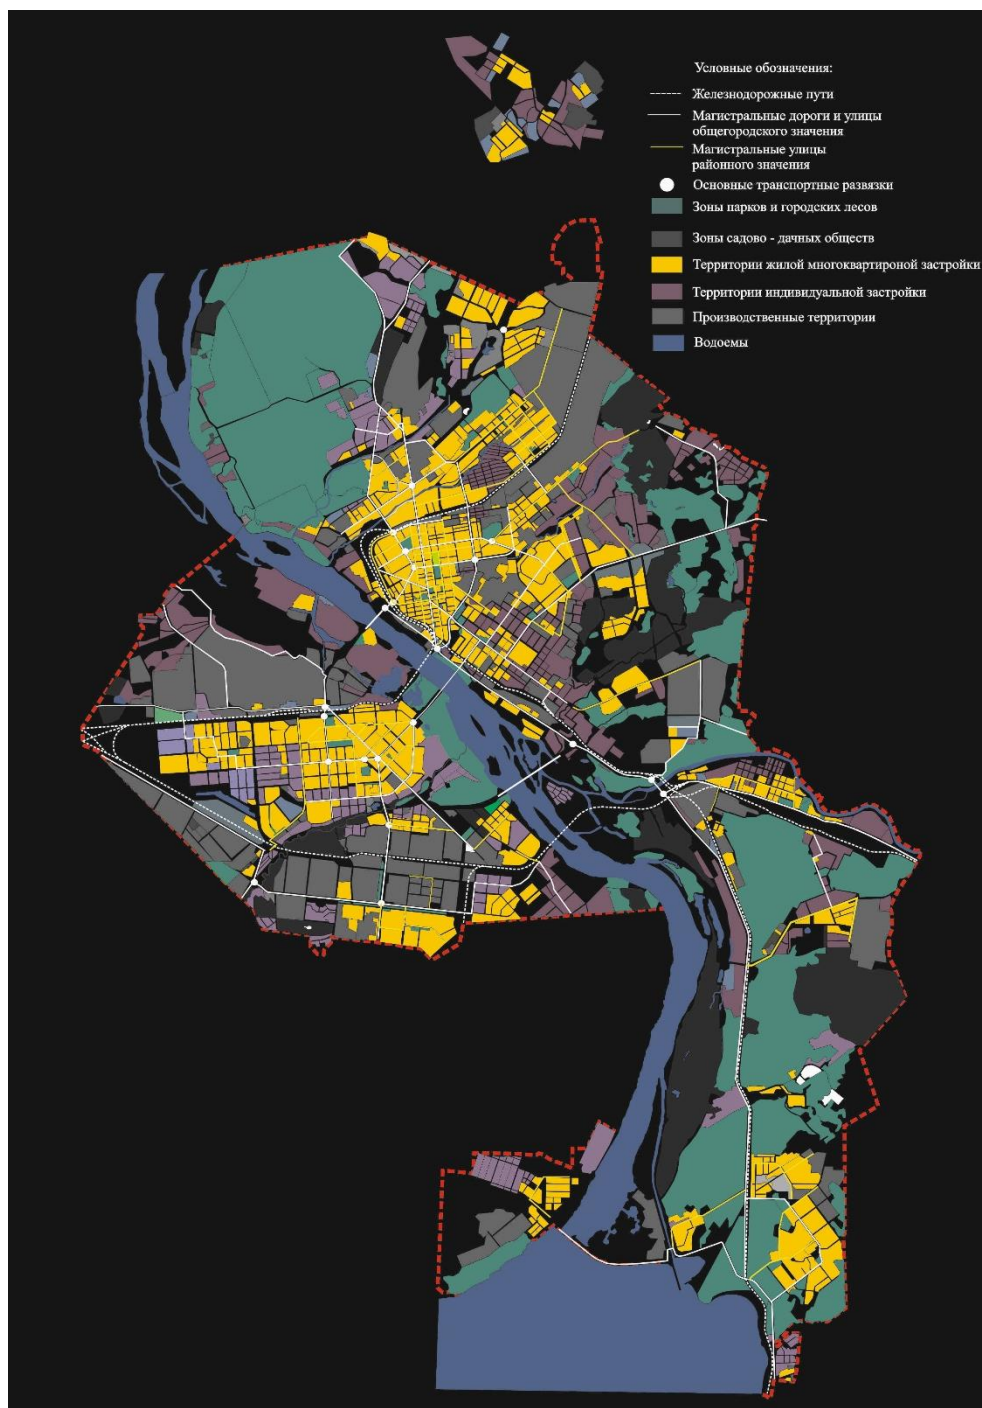 Условные обозначения:
Железнодорожные пути
Магистральные дороги и улицы
общегородского значения
Магистральные улицы
районного значения
Основные транспортные развязки
Зоны парков и городских лесов
Зоны садово - дачных обществ
Территории жилой многоквартироной застройки
Территории индивидуальной застройки
Производственные территории
Водоемы